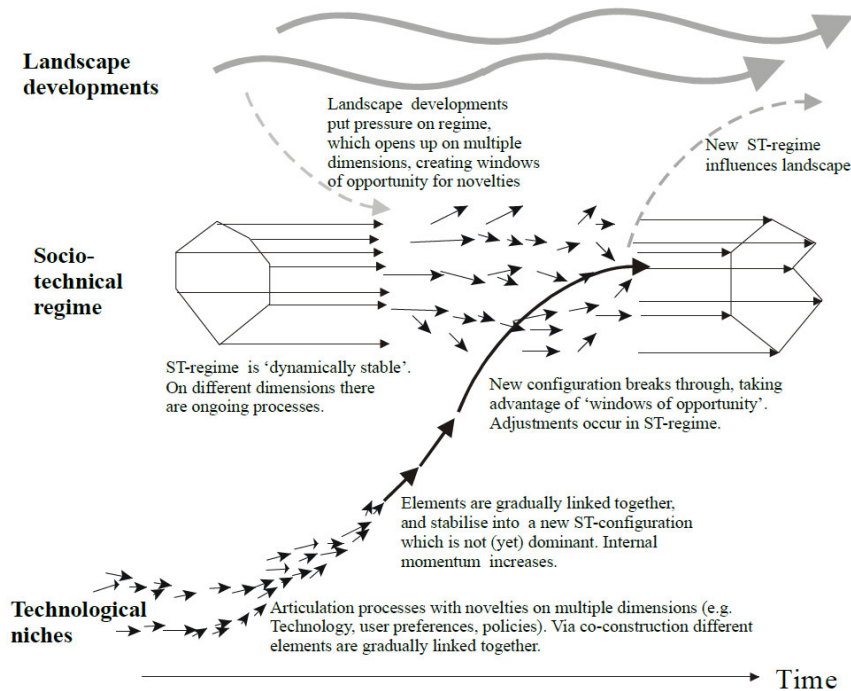 Landscape
developments
Landscape developments
put pressure on regime,
which opens up on multiple
dimensions, creating windows
of opportunity for novelties
New ST-regime
influences landscape
Socio-
technical
regime
ST-regime is ‘dynamically stable’.
On different dimensions there
are ongoing processes.
New configuration breaks through, taking
advantage of ‘windows of opportunity’.
Adjustments occur in ST-regime.
Elements are gradually linked together,
and stabilise into a new ST-configuration
which is not (yet) dominant. Internal
momentum increases.
Technological
niches
Articulation processes with novelties on multiple dimensions (e.g.
Technology, user preferences, policies). Via co-construction different
elements are gradually linked together.
Time